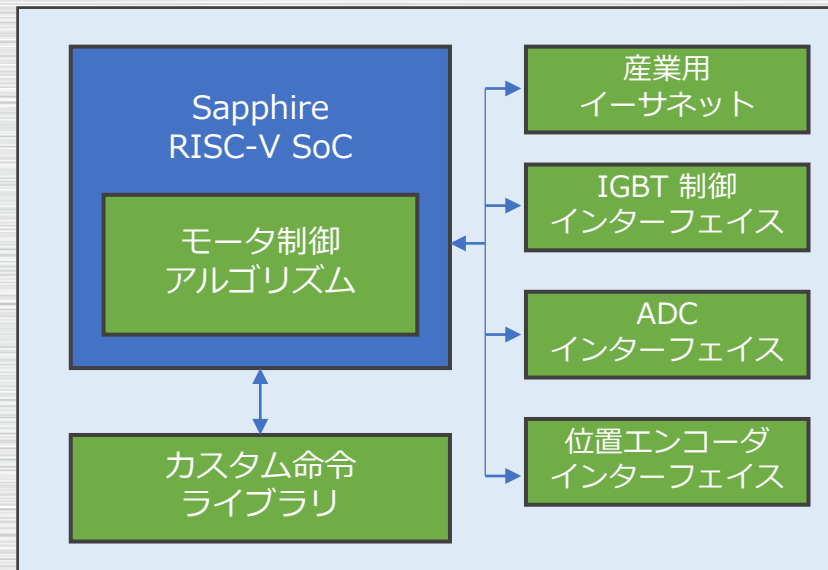 Sapphire
RISC-V SoC
モータ制御
アルゴリズム
カスタム命令
ライブラリ
産業用
イーサネット
IGBT 制御
インターフェイス
ADC
インターフェイス
位置エンコーダ
インターフェイス